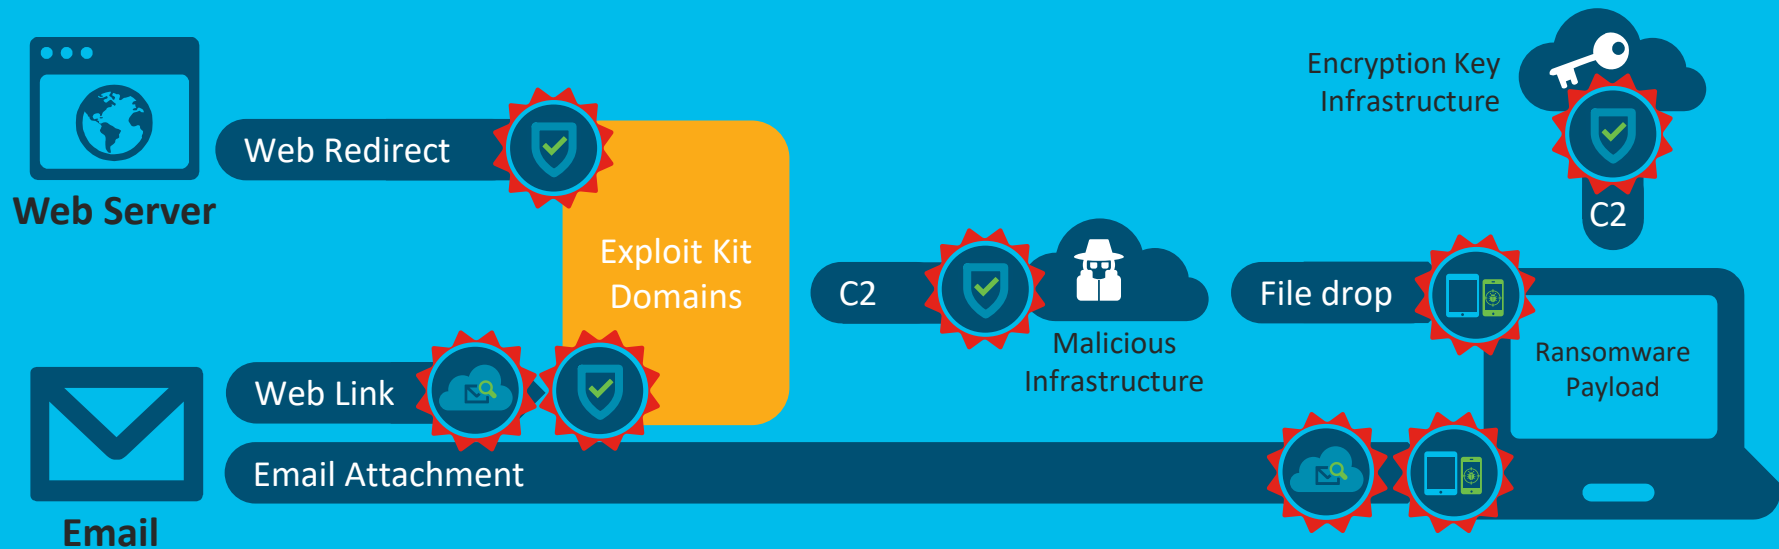 Web Server
Web Redirect
Exploit Kit
Domains
Web Link
Email Attachment
Email
C2
Malicious
Infrastructure
File drop
Encryption Key
Infrastructure
C2
Ransomware
Payload